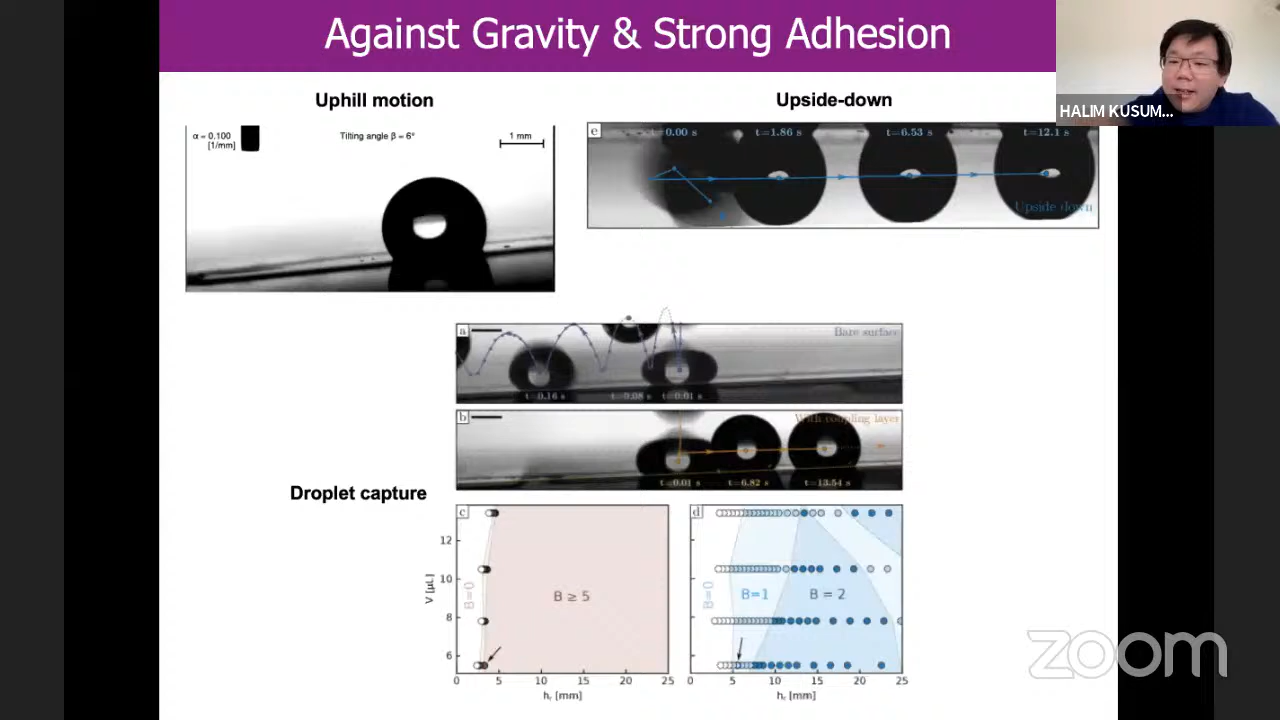 Against Gravity & Strong Adhesion
HALIM KUSUM...
Uphill motion
Upside-down
α = 0.100
[1/mm]
Tilting angle β = 6°
1 mm
e
t=0.00 s
t=1.86 s
t=6.53 s
t=12.1 s
Upside down
a
Bare surface
t=0.16 s
t=0.08 s
t=0.01 s
b
With coupling layer
t=0.01 s
t=6.82 s
t=13.54 s
Droplet capture
c
12
10
8
6
V [μL]
B=0
B ≥ 5
0
5
10
15
20
25
hᵣ [mm]
d
B=0
B=1
B = 2
0
5
10
15
20
25
hᵣ [mm]
zoom